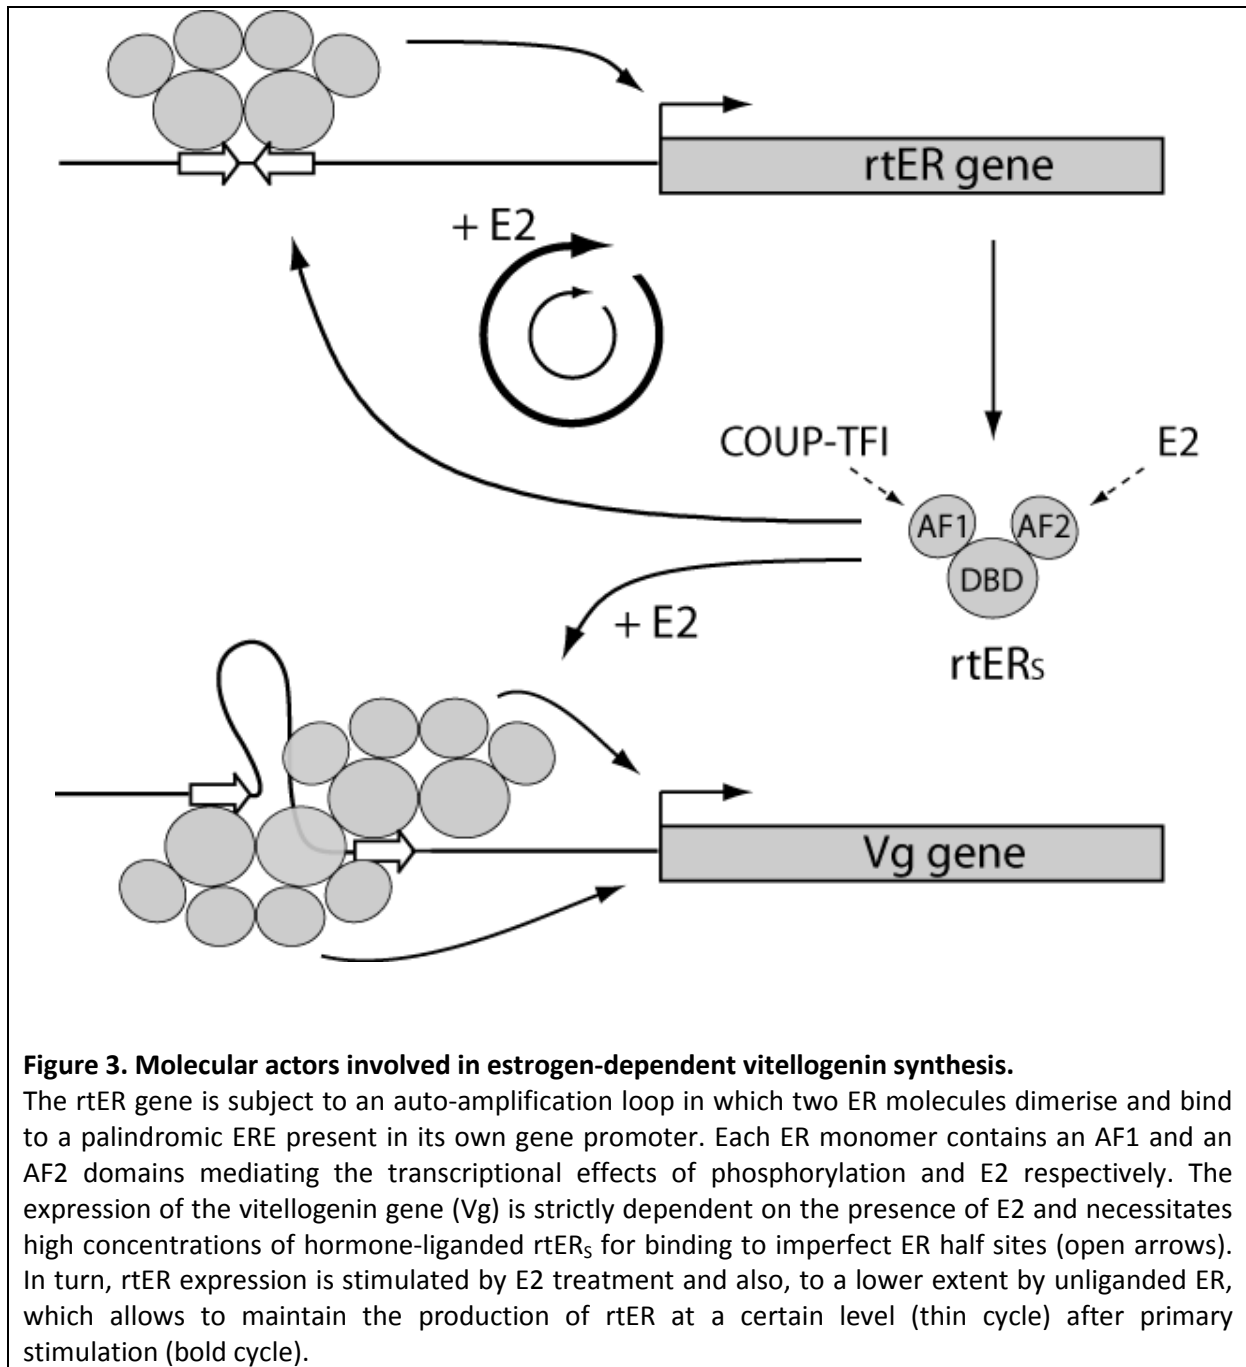 rtER gene
+ E2
COUP-TFI
E2
AF1
AF2
DBD
+ E2
rtERS
Vg gene
Figure 3. Molecular actors involved in estrogen-dependent vitellogenin synthesis.
The rtER gene is subject to an auto-amplification loop in which two ER molecules dimerise and bind
to a palindromic ERE present in its own gene promoter. Each ER monomer contains an AF1 and an
AF2 domains mediating the transcriptional effects of phosphorylation and E2 respectively. The
expression of the vitellogenin gene (Vg) is strictly dependent on the presence of E2 and necessitates
high concentrations of hormone-liganded rtERS for binding to imperfect ER half sites (open arrows).
In turn, rtER expression is stimulated by E2 treatment and also, to a lower extent by unliganded ER,
which allows to maintain the production of rtER at a certain level (thin cycle) after primary
stimulation (bold cycle).